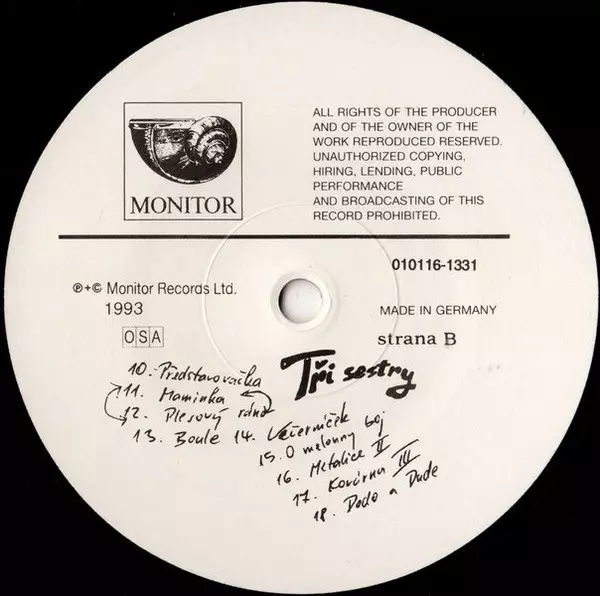 MONITOR
ALL RIGHTS OF THE PRODUCER
AND OF THE OWNER OF THE
WORK REPRODUCED RESERVED.
UNAUTHORIZED COPYING,
HIRING, LENDING, PUBLIC
PERFORMANCE
AND BROADCASTING OF THIS
RECORD PROHIBITED.
010116-1331
℗+© Monitor Records Ltd.
1993
MADE IN GERMANY
OSA
strana B
Tři sestry
10. Představovačka
11. Maminka
12. Plesový ráno
13. Boule 14. Večerníček
15. O melouny boj
16. Metalice II
17. Kovárna III
18. Dodo a Dude